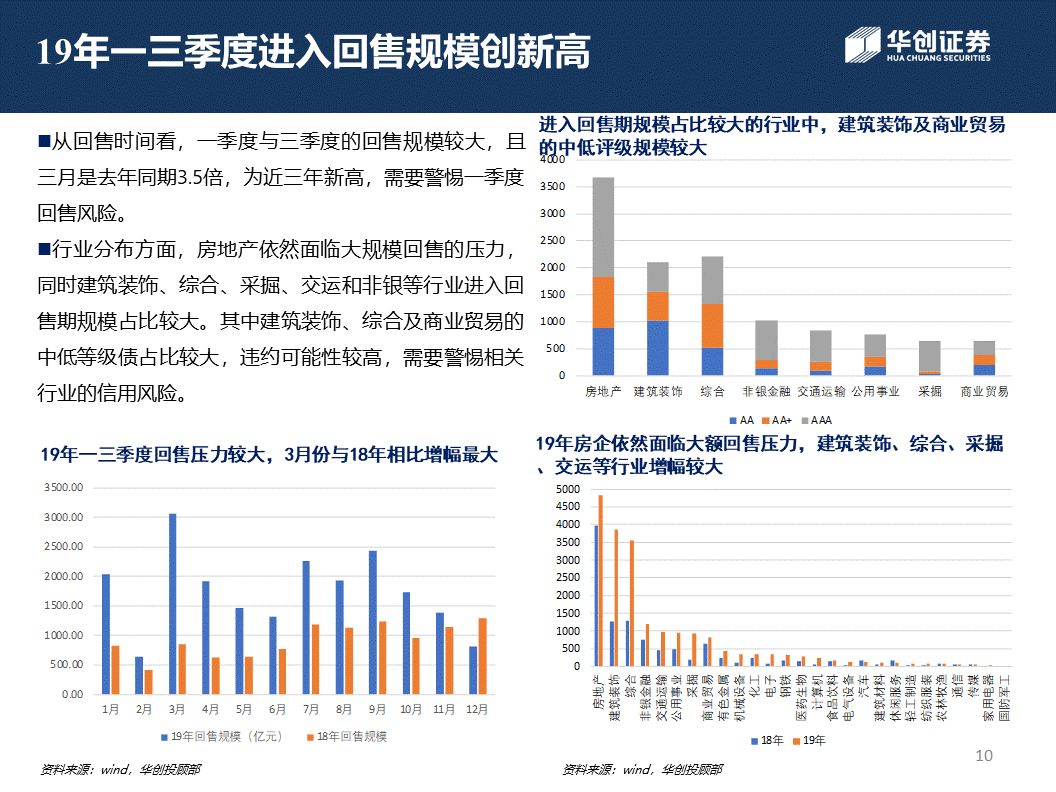 19年一三季度进入回售规模创新高
华创证券
HUA CHUANG SECURITIES
■从回售时间看，一季度与三季度的回售规模较大，且
三月是去年同期3.5倍，为近三年新高，需要警惕一季度
回售风险。
■行业分布方面，房地产依然面临大规模回售的压力，
同时建筑装饰、综合、采掘、交运和非银等行业进入回
售期规模占比较大。其中建筑装饰、综合及商业贸易的
中低等级债占比较大，违约可能性较高，需要警惕相关
行业的信用风险。
进入回售期规模占比较大的行业中，建筑装饰及商业贸易
的中低评级规模较大
4000
3500
3000
2500
2000
1500
1000
500
0
房地产 建筑装饰 综合 非银金融 交通运输 公用事业 采掘 商业贸易
AA AA+ AAA
19年一三季度回售压力较大，3月份与18年相比增幅最大
3500.00
3000.00
2500.00
2000.00
1500.00
1000.00
500.00
0.00
1月 2月 3月 4月 5月 6月 7月 8月 9月 10月 11月 12月
19年回售规模（亿元） 18年回售规模
资料来源：wind，华创投顾部
19年房企依然面临大额回售压力，建筑装饰、综合、采掘
、交运等行业增幅较大
5000
4500
4000
3500
3000
2500
2000
1500
1000
500
0
房地产 建筑装饰 综合 非银金融 交通运输 公用事业 采掘 商业贸易 有色金属 机械设备 化工 电子 钢铁 医药生物 计算机 食品饮料 电气设备 汽车 建筑材料 休闲服务 轻工制造 纺织服装 农林牧渔 通信 传媒 家用电器 国防军工
18年 19年
资料来源：wind，华创投顾部
10